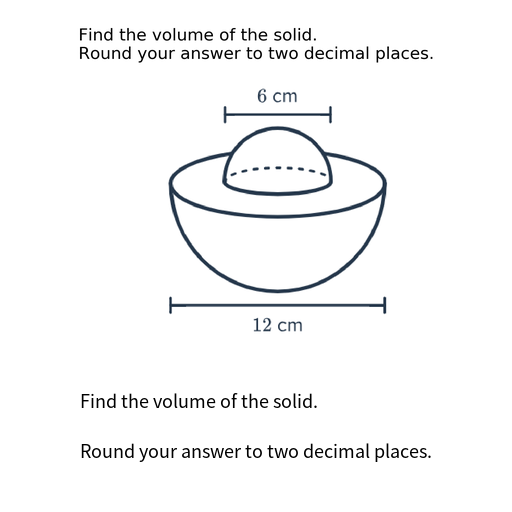 Find the volume of the solid.
Round your answer to two decimal places.
6 cm
12 cm
Find the volume of the solid.
Round your answer to two decimal places.